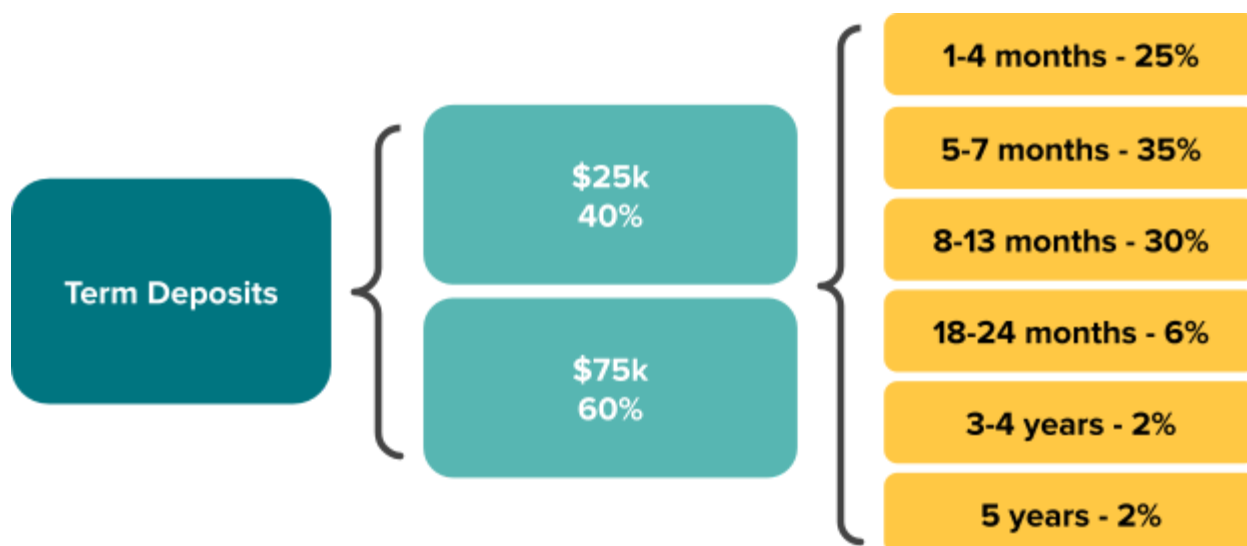 Term Deposits
$25k
40%
$75k
60%
1-4 months - 25%
5-7 months - 35%
8-13 months - 30%
18-24 months - 6%
3-4 years - 2%
5 years - 2%